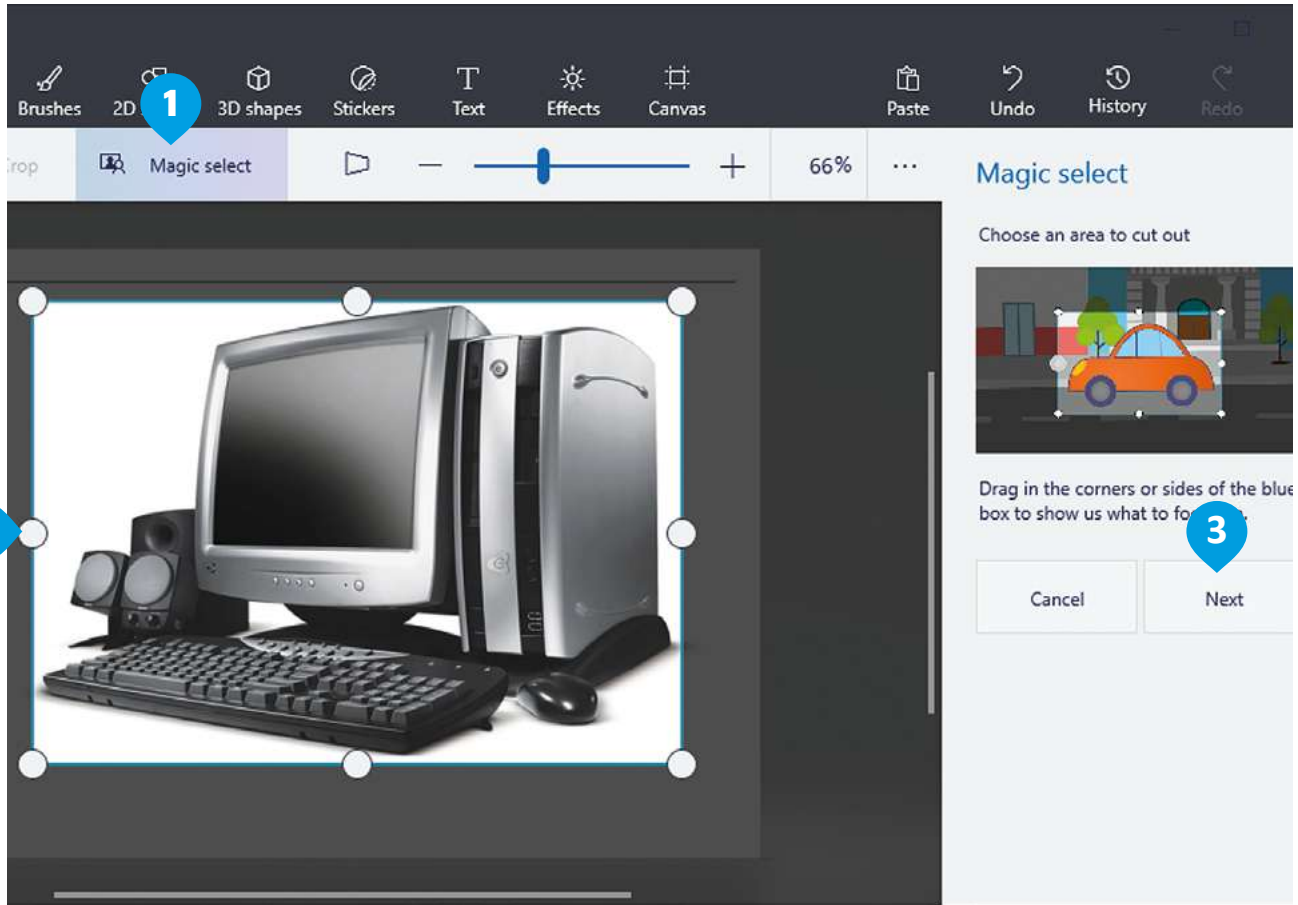 Brushes
2D
3D shapes
Stickers
Text
Effects
Canvas
Paste
Undo
History
Redo
1
Magic select
66%
Magic select
Choose an area to cut out
Drag in the corners or sides of the blue
box to show us what to
3
Cancel
Next